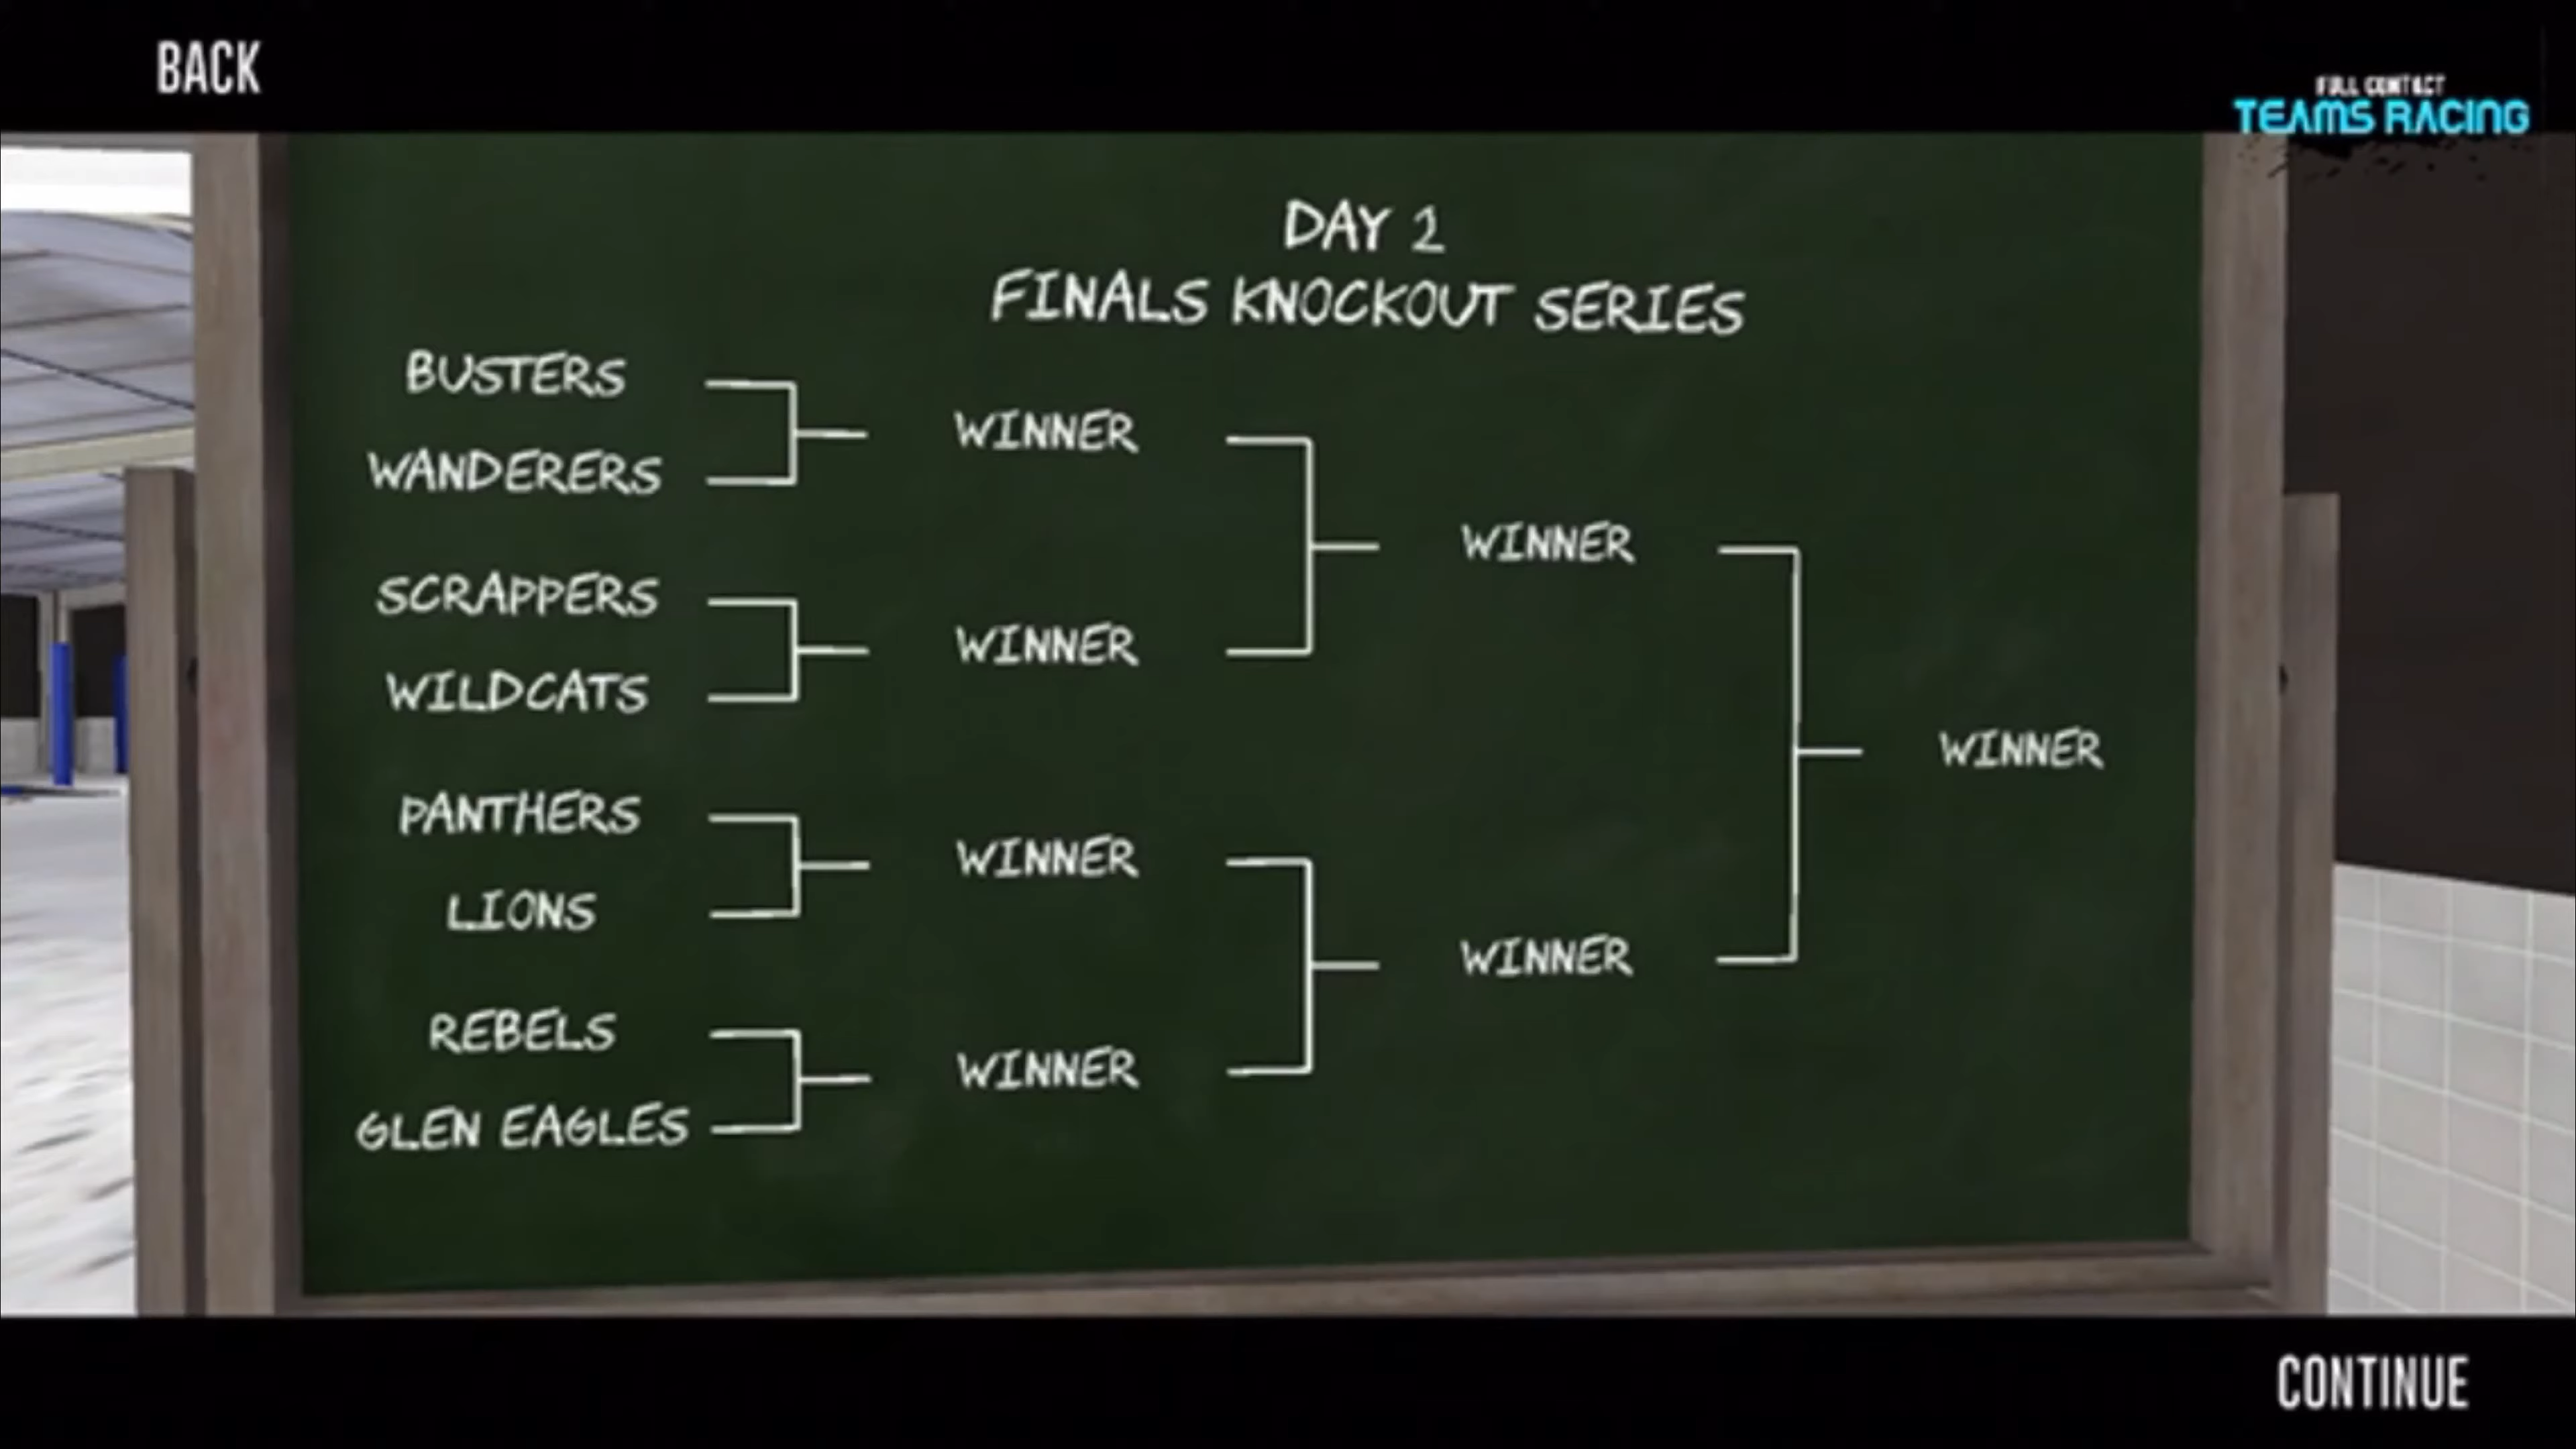 BACK
FULL CONTACT
TEAMS RACING
DAY 2
FINALS KNOCKOUT SERIES
BUSTERS
WANDERERS
SCRAPPERS
WILDCATS
PANTHERS
LIONS
REBELS
GLEN EAGLES
WINNER
WINNER
WINNER
WINNER
WINNER
WINNER
WINNER
CONTINUE